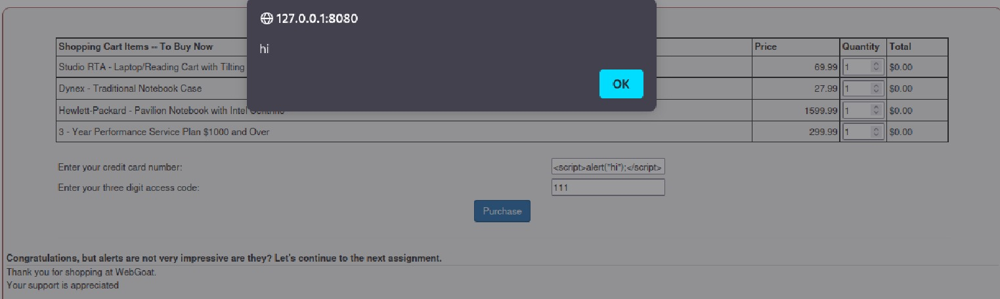 127.0.0.1:8080
hi
OK
Shopping Cart Items -- To Buy Now Price Quantity Total
Studio RTA - Laptop/Reading Cart with Tilting 69.99 1 $0.00
Dynex - Traditional Notebook Case 27.99 1 $0.00
Hewlett-Packard - Pavilion Notebook with Intel Centrino 1599.99 1 $0.00
3 - Year Performance Service Plan $1000 and Over 299.99 1 $0.00
Enter your credit card number: <script>alert("hi");</script>
Enter your three digit access code: 111
Purchase
Congratulations, but alerts are not very impressive are they? Let's continue to the next assignment.
Thank you for shopping at WebGoat.
Your support is appreciated